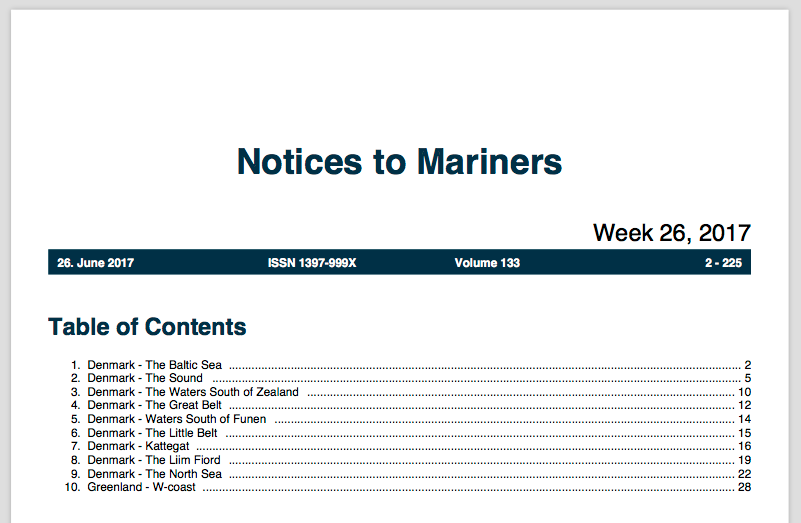 Notices to Mariners
Week 26, 2017
26. June 2017 ISSN 1397-999X Volume 133 2 - 225
Table of Contents
1. Denmark - The Baltic Sea ........ 2
2. Denmark - The Sound ........ 5
3. Denmark - The Waters South of Zealand ........ 10
4. Denmark - The Great Belt ........ 12
5. Denmark - Waters South of Funen ........ 14
6. Denmark - The Little Belt ........ 15
7. Denmark - Kattegat ........ 16
8. Denmark - The Liim Fiord ........ 19
9. Denmark - The North Sea ........ 22
10. Greenland - W-coast ........ 28